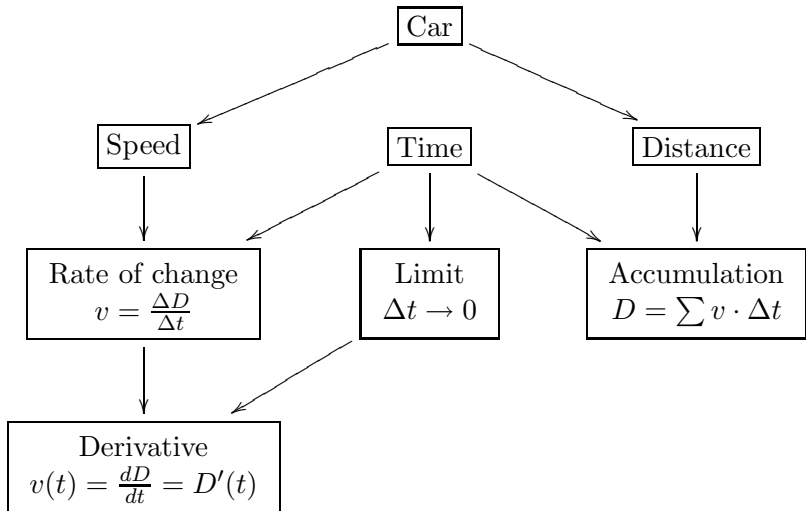 Car
Speed
Time
Distance
Rate of change
v = ΔD/Δt
Limit
Δt → 0
Accumulation
D = ∑ v · Δt
Derivative
v(t) = dD/dt = D′(t)